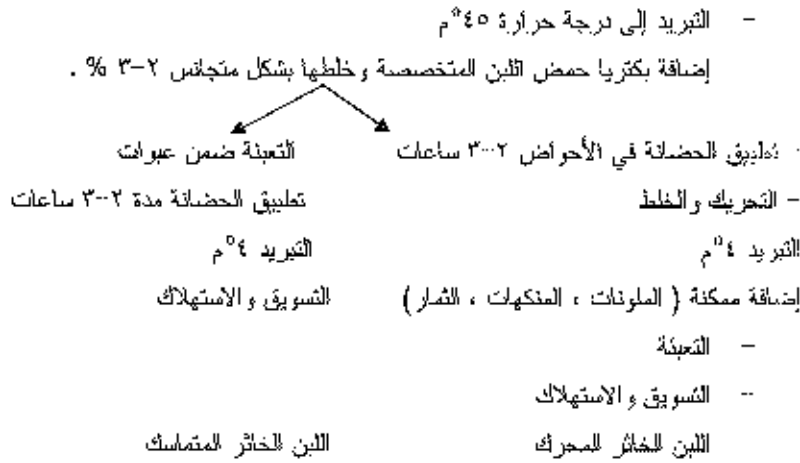 - التبريد إلى درجة حرارة ٤٥°م
إضافة بكتريا حمض اللبن المتخصصة وخلطها بشكل متجانس ٢-٣ % .
- تطبيق الحضانة في الأحواض ٢-٣ ساعات التعبئة ضمن عبوات
- التحريك والخلط تطبيق الحضانة مدة ٢-٣ ساعات
التبريد ٤°م التبريد ٤°م
إضافة ممكنة ( الملونات ، المنكهات ، الثمار ) التسويق والاستهلاك
- التعبئة
- التسويق والاستهلاك
اللبن الخاثر المحرك اللبن الخاثر المتماسك